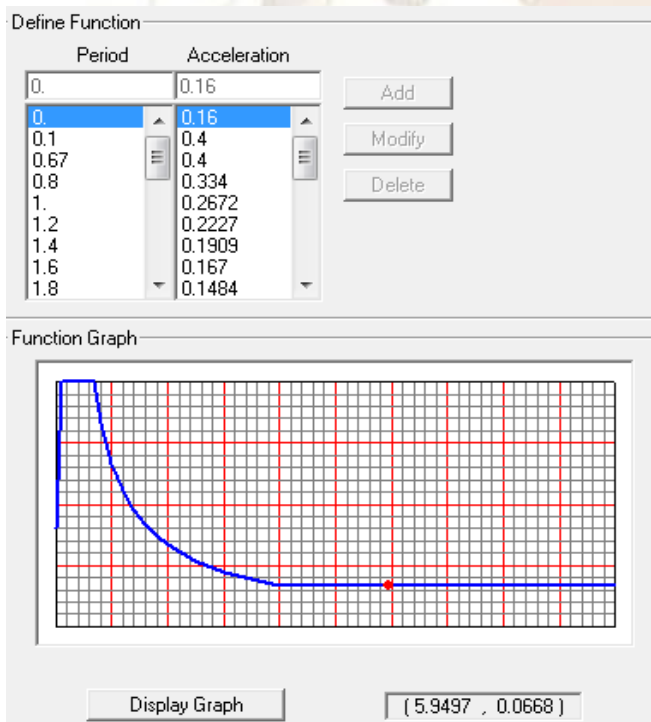 Define Function
Period Acceleration
0. 0.16 Add
0. 0.16
0.1 0.4 Modify
0.67 0.4
0.8 0.334 Delete
1. 0.2672
1.2 0.2227
1.4 0.1909
1.6 0.167
1.8 0.1484
Function Graph
Display Graph ( 5.9497 , 0.0668 )